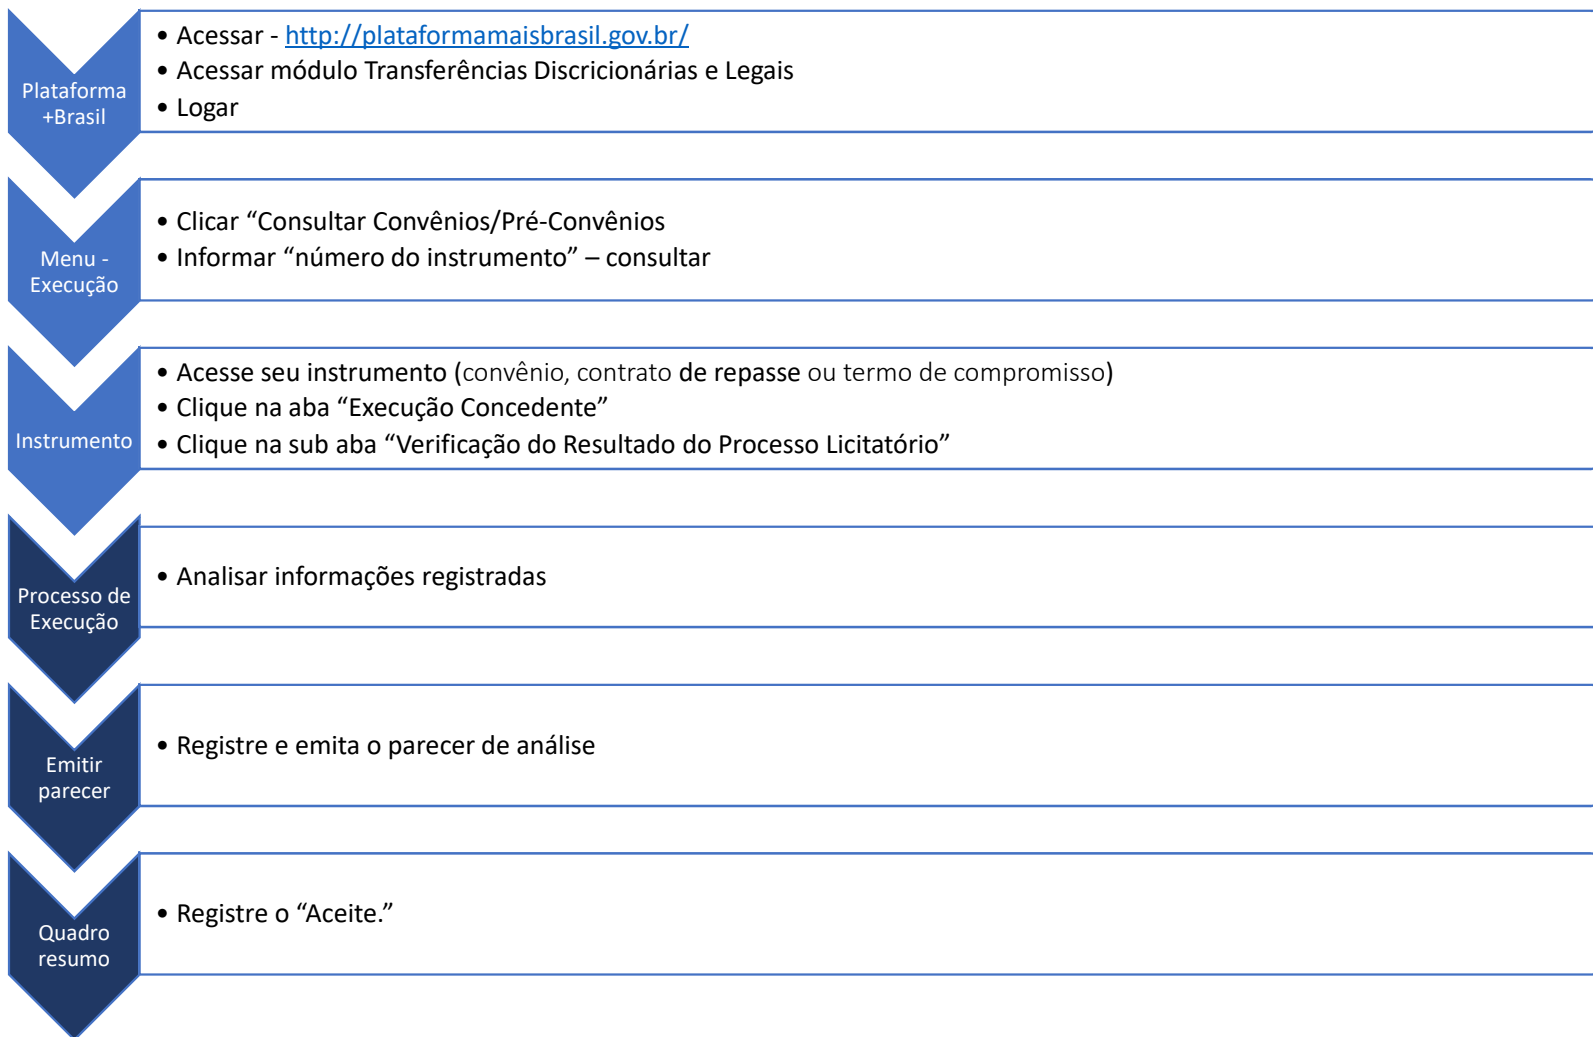 Plataforma
+Brasil
• Acessar - http://plataformamaisbrasil.gov.br/
• Acessar módulo Transferências Discricionárias e Legais
• Logar
Menu -
Execução
• Clicar “Consultar Convênios/Pré-Convênios
• Informar “número do instrumento” – consultar
Instrumento
• Acesse seu instrumento (convênio, contrato de repasse ou termo de compromisso)
• Clique na aba “Execução Concedente”
• Clique na sub aba “Verificação do Resultado do Processo Licitatório”
Processo de
Execução
• Analisar informações registradas
Emitir
parecer
• Registre e emita o parecer de análise
Quadro
resumo
• Registre o “Aceite.”